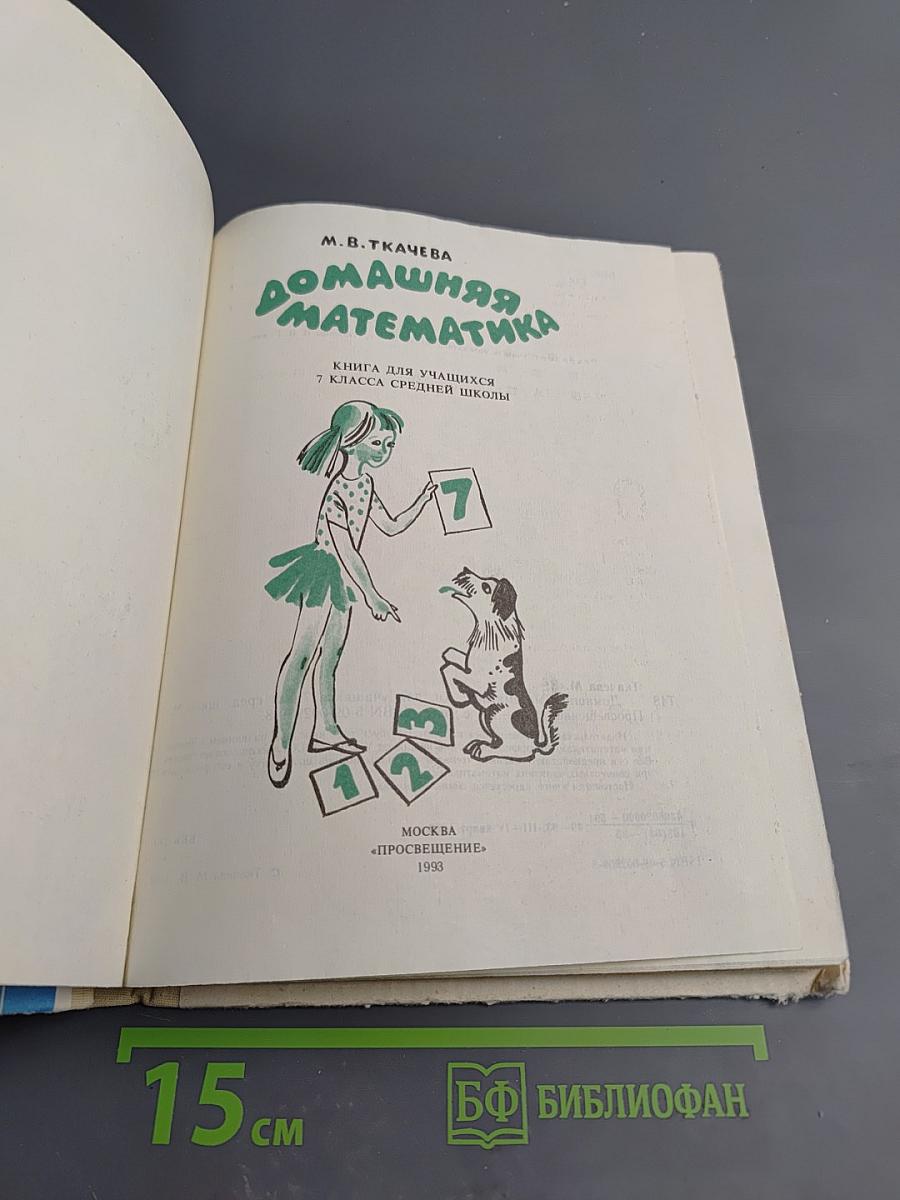 М.В.ТКАЧЕВА
ДОМАШНЯЯ
МАТЕМАТИКА
КНИГА ДЛЯ УЧАЩИХСЯ
7 КЛАССА СРЕДНЕЙ ШКОЛЫ
7
3
1 2
МОСКВА
«ПРОСВЕЩЕНИЕ»
1993
15 см
БФ БИБЛИОФАН